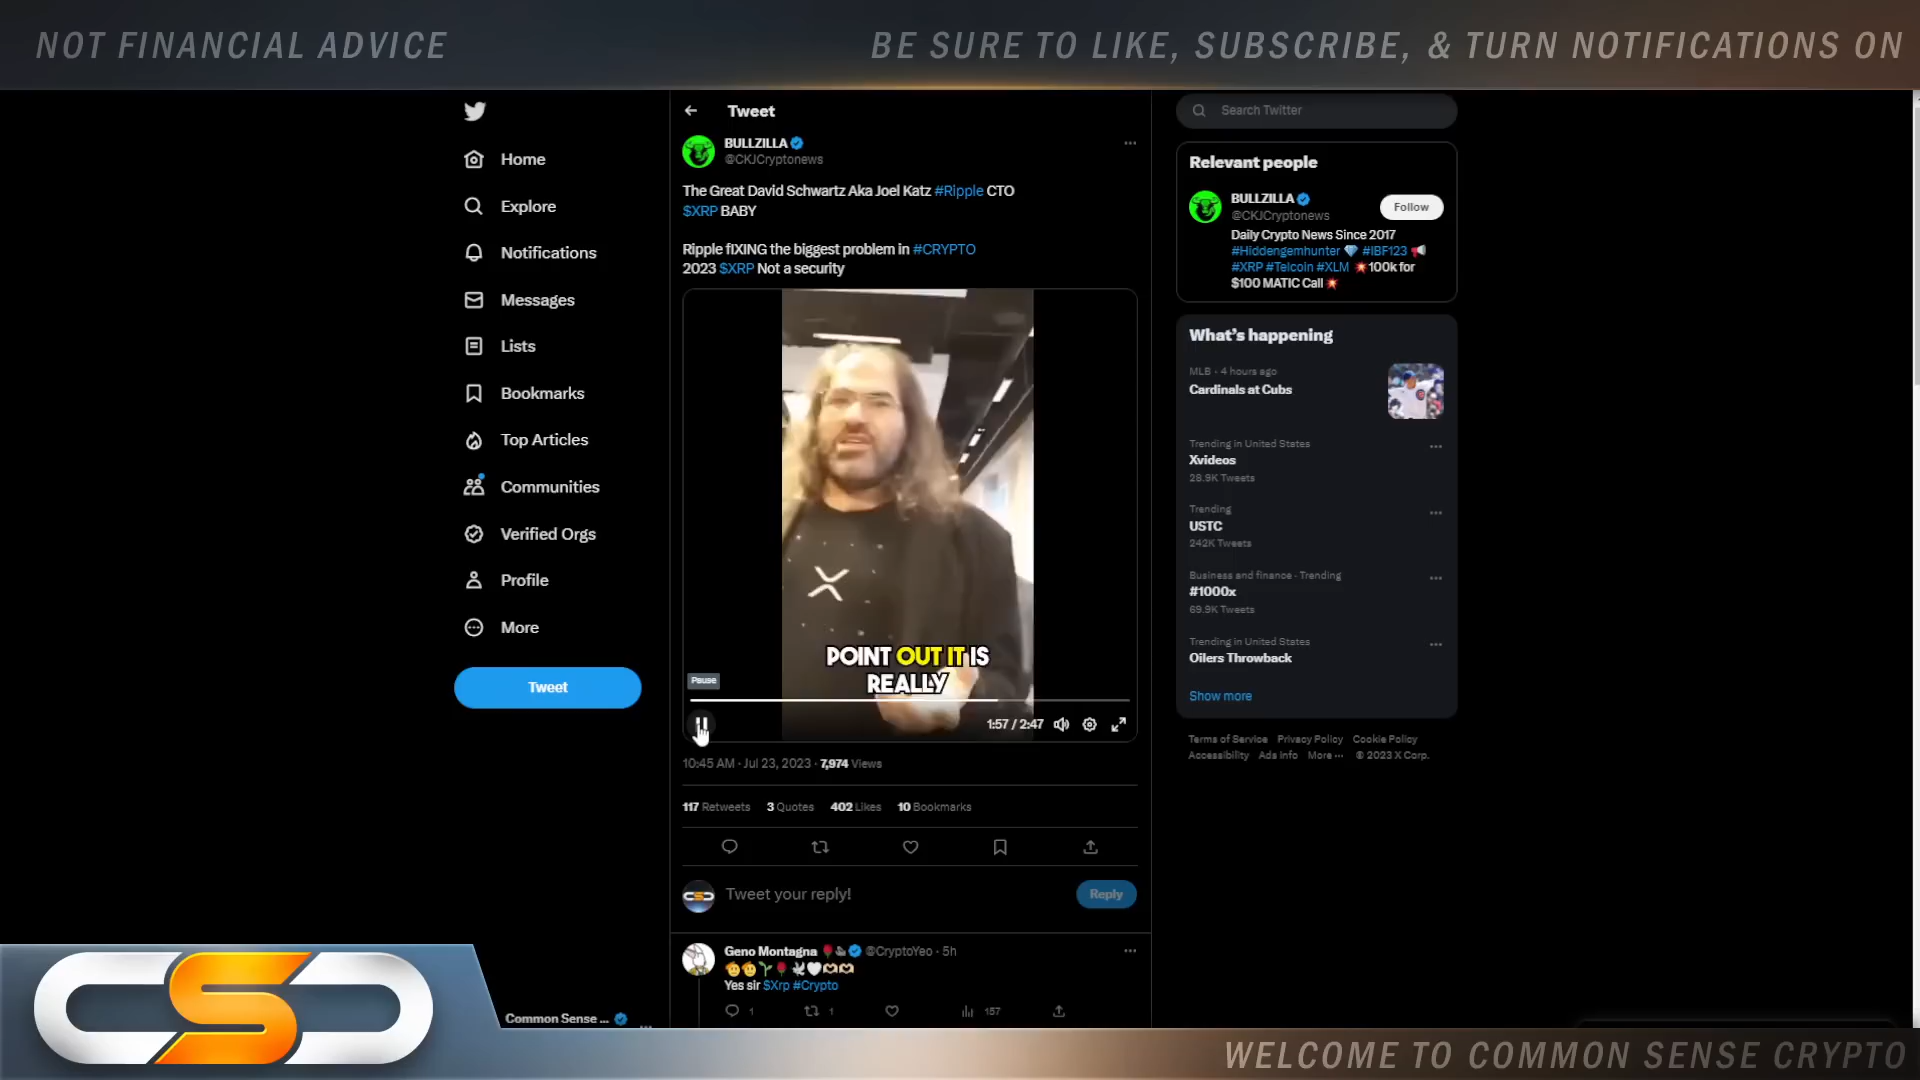 NOT FINANCIAL ADVICE
BE SURE TO LIKE, SUBSCRIBE, & TURN NOTIFICATIONS ON
Home
Explore
Notifications
Messages
Lists
Bookmarks
Top Articles
Communities
Verified Orgs
Profile
More
Tweet
Common Sense ...
Tweet
BULLZILLA
@CKJCryptonews
The Great David Schwartz Aka Joel Katz #Ripple CTO
$XRP BABY
Ripple fIXING the biggest problem in #CRYPTO
2023 $XRP Not a security
POINT OUT IT IS
REALLY
Pause
1:57 / 2:47
10:45 AM · Jul 23, 2023 · 7,974 Views
117 Retweets 3 Quotes 402 Likes 10 Bookmarks
Tweet your reply!
Reply
Geno Montagna @CryptoYeo · 5h
Yes sir $Xrp #Crypto
1 1 157
Search Twitter
Relevant people
BULLZILLA
@CKJCryptonews
Follow
Daily Crypto News Since 2017
#Hiddengemhunter 💎 #IBF123 📢
#XRP #Telcoin #XLM 💥100k for
$100 MATIC Call💥
What's happening
MLB · 4 hours ago
Cardinals at Cubs
Trending in United States
Xvideos
28.9K Tweets
Trending
USTC
242K Tweets
Business and finance · Trending
#1000x
69.9K Tweets
Trending in United States
Oilers Throwback
Show more
Terms of Service Privacy Policy Cookie Policy
Accessibility Ads info More ··· © 2023 X Corp.
CSC
WELCOME TO COMMON SENSE CRYPTO